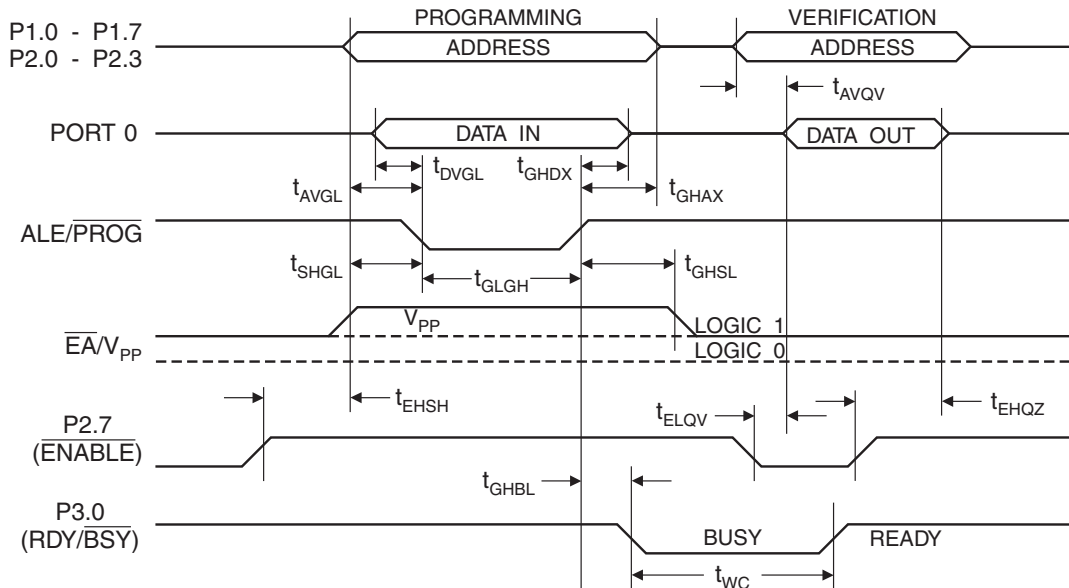 PROGRAMMING VERIFICATION
P1.0 - P1.7
P2.0 - P2.3
ADDRESS ADDRESS
tAVQV
PORT 0 DATA IN DATA OUT
tDVGL tGHDX
tAVGL tGHAX
ALE/PROG
tSHGL tGLGH tGHSL
VPP LOGIC 1
EA/VPP LOGIC 0
tEHSH tELQV tEHQZ
P2.7
(ENABLE)
tGHBL
P3.0
(RDY/BSY) BUSY READY
tWC